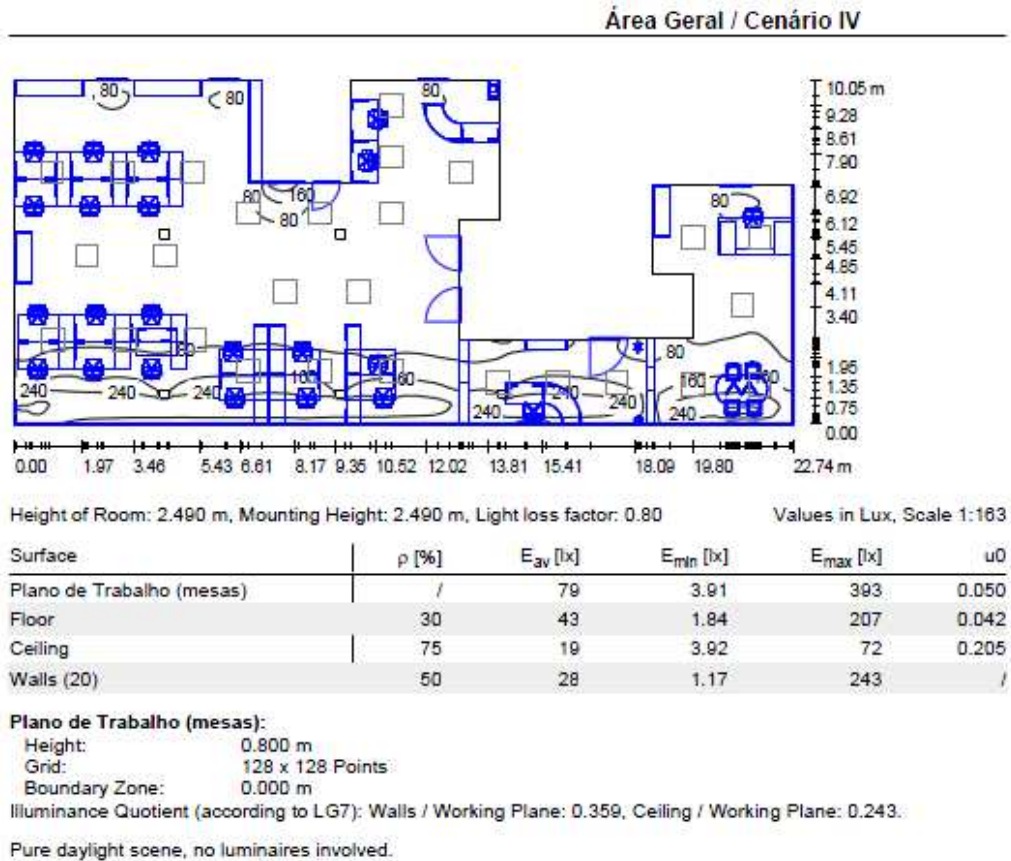 Área Geral / Cenário IV
80
80
80
10.05 m
9.28
8.61
7.90
6.92
6.12
5.45
4.85
4.11
3.40
1.95
1.35
0.75
0.00
80
160
80
80
80
80
160
240
240
240
240
240
240
240
160
0.00 1.97 3.46 5.43 6.61 8.17 9.35 10.52 12.02 13.81 15.41 18.09 19.80 22.74 m
Height of Room: 2.490 m, Mounting Height: 2.490 m, Light loss factor: 0.80 Values in Lux, Scale 1:163
Surface ρ [%] Eav [lx] Emin [lx] Emax [lx] u0
Plano de Trabalho (mesas) / 79 3.91 393 0.050
Floor 30 43 1.84 207 0.042
Ceiling 75 19 3.92 72 0.205
Walls (20) 50 28 1.17 243 /
Plano de Trabalho (mesas):
Height: 0.800 m
Grid: 128 x 128 Points
Boundary Zone: 0.000 m
Illuminance Quotient (according to LG7): Walls / Working Plane: 0.359, Ceiling / Working Plane: 0.243.
Pure daylight scene, no luminaires involved.